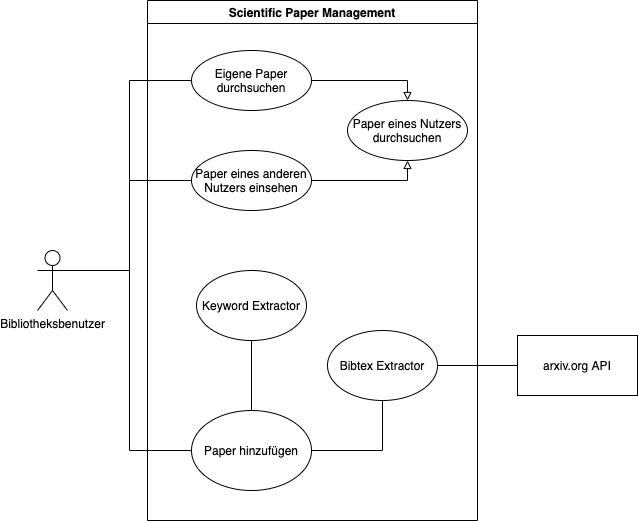 Scientific Paper Management
Eigene Paper
durchsuchen
Paper eines Nutzers
durchsuchen
Paper eines anderen
Nutzers einsehen
Bibliotheksbenutzer
Keyword Extractor
Bibtex Extractor
arxiv.org API
Paper hinzufügen